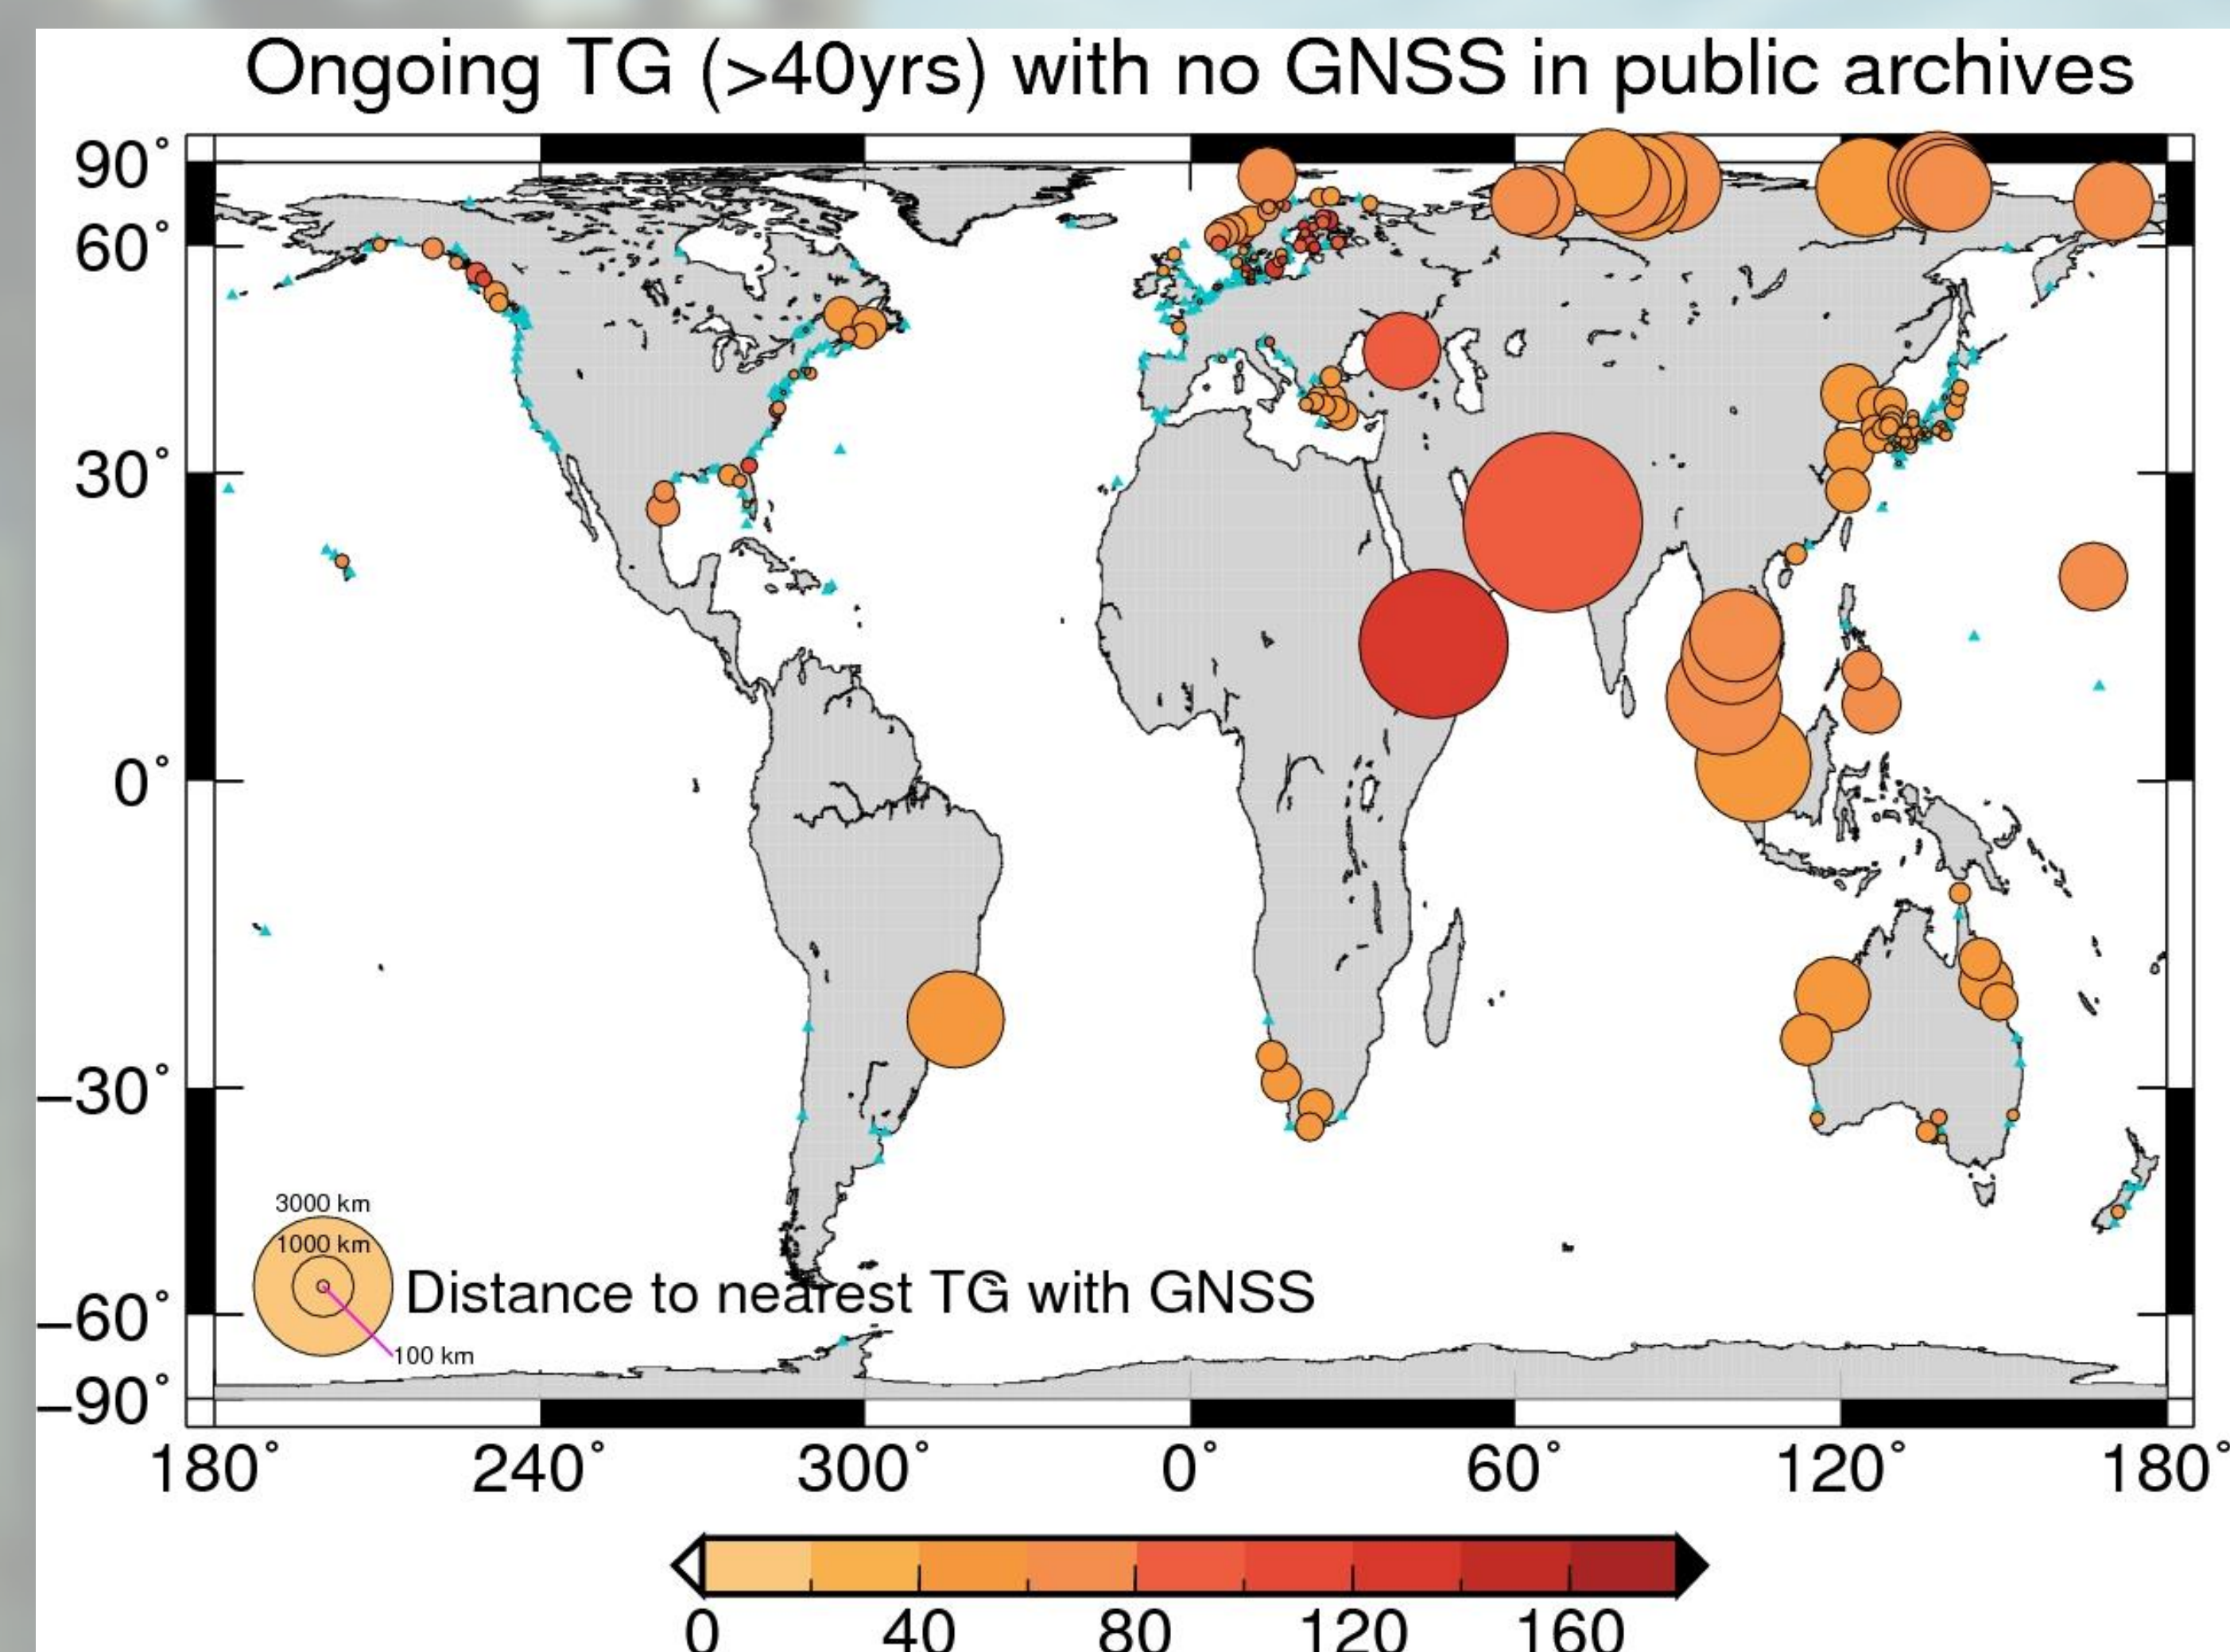 Ongoing TG (>40yrs) with no GNSS in public archives
90°
60°
30°
0°
−30°
−60°
−90°
3000 km
1000 km
100 km
Distance to nearest TG with GNSS
180° 240° 300° 0° 60° 120° 180°
0 40 80 120 160